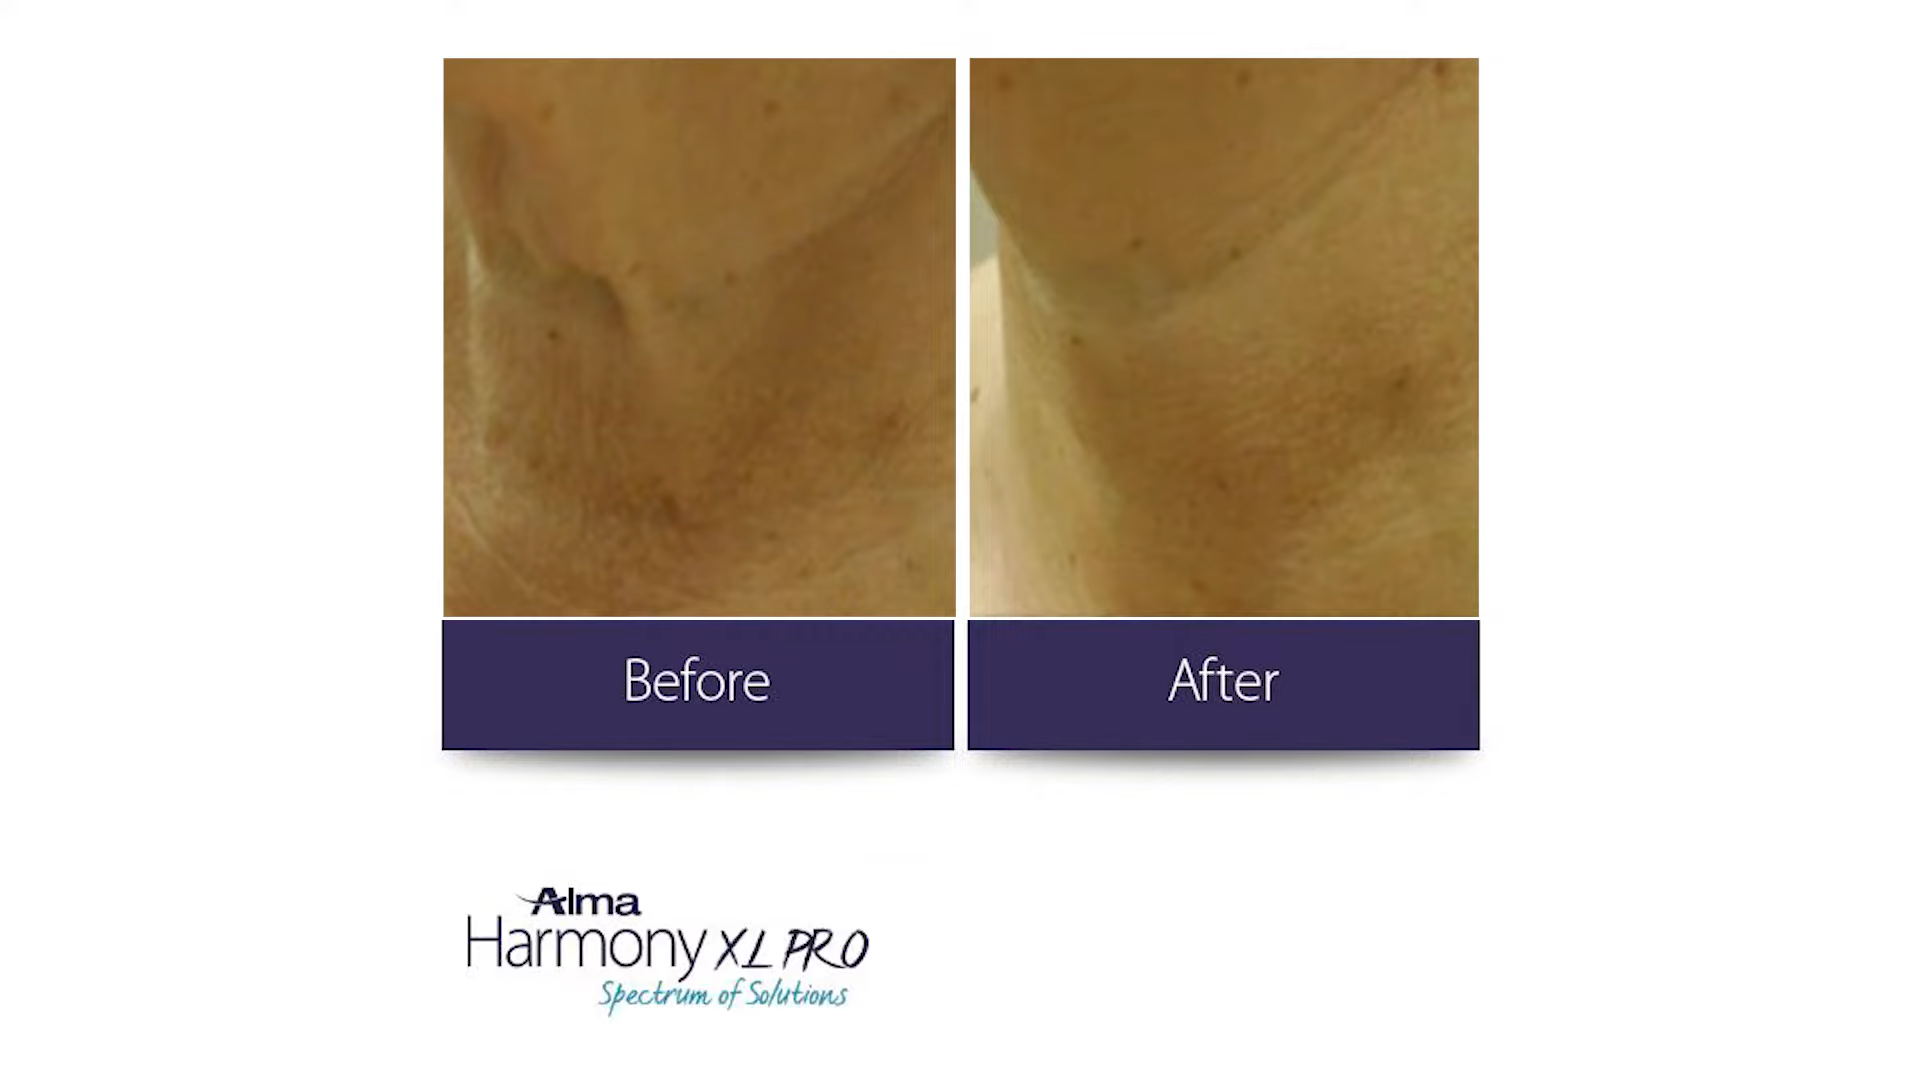 Before
After
Alma
Harmony XL PRO
Spectrum of Solutions